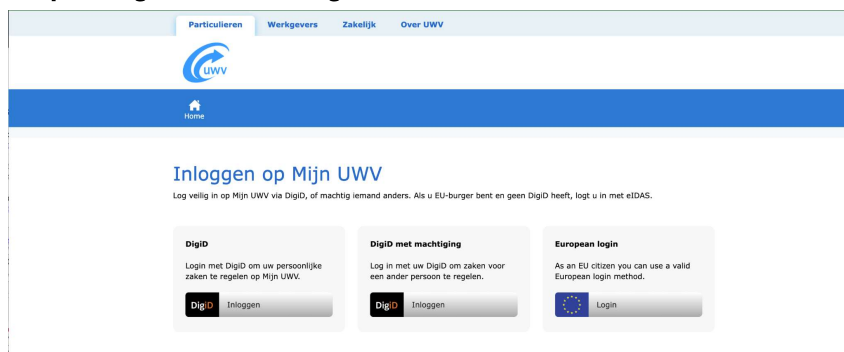 Particulieren Werkgevers Zakelijk Over UWV
UWV
Home
Inloggen op Mijn UWV
Log veilig in op Mijn UWV via DigiD, of machtig iemand anders. Als u EU-burger bent en geen DigiD heeft, logt u in met eIDAS.
DigiD
Login met DigiD om uw persoonlijke
zaken te regelen op Mijn UWV.
DigiD Inloggen
DigiD met machtiging
Log in met uw DigiD om zaken voor
een ander persoon te regelen.
DigiD Inloggen
European login
As an EU citizen you can use a valid
European login method.
Login